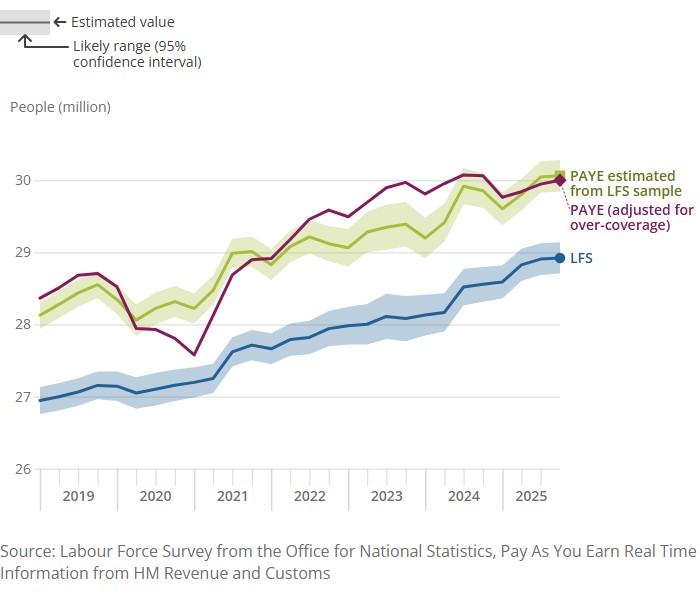 Estimated value
Likely range (95%
confidence interval)
People (million)
30
29
28
27
26
PAYE estimated
from LFS sample
PAYE (adjusted for
over-coverage)
LFS
2019 2020 2021 2022 2023 2024 2025
Source: Labour Force Survey from the Office for National Statistics, Pay As You Earn Real Time
Information from HM Revenue and Customs